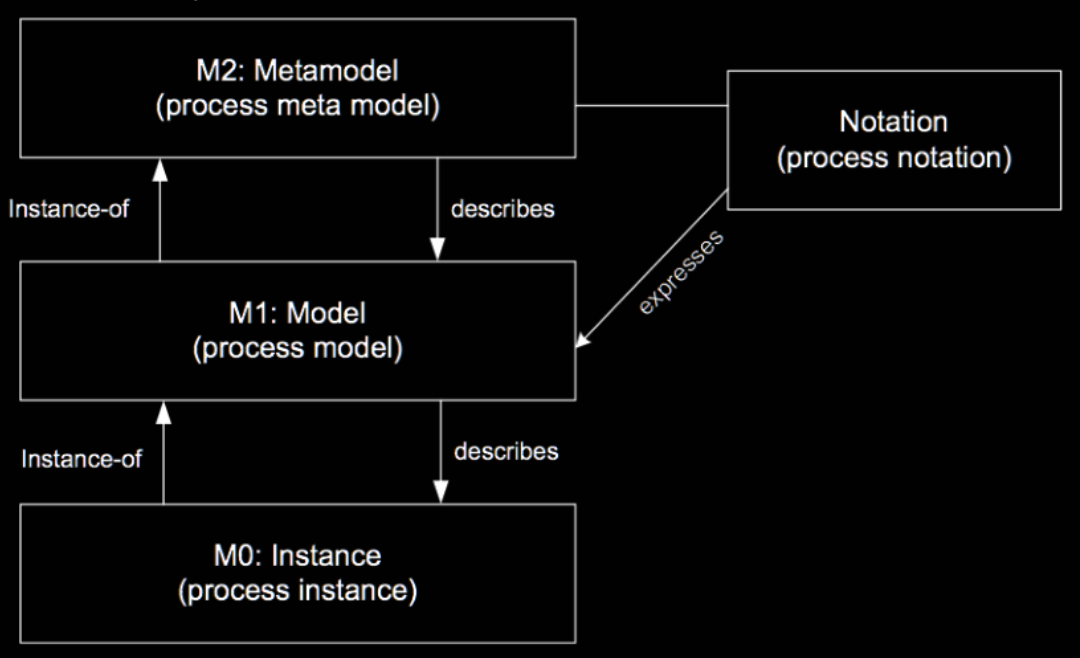 M2: Metamodel
(process meta model)
Notation
(process notation)
Instance-of
describes
expresses
M1: Model
(process model)
Instance-of
describes
M0: Instance
(process instance)